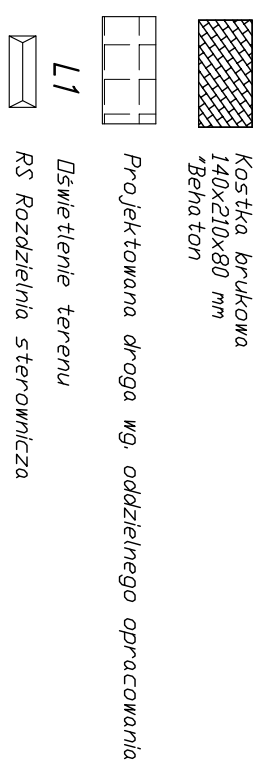 Kostka brukowa
140x210x80 mm
"Behaton
Projektowana droga wg. oddzielnego opracowania
L1 Oświetlenie terenu
RS Rozdzielnia sterownicza